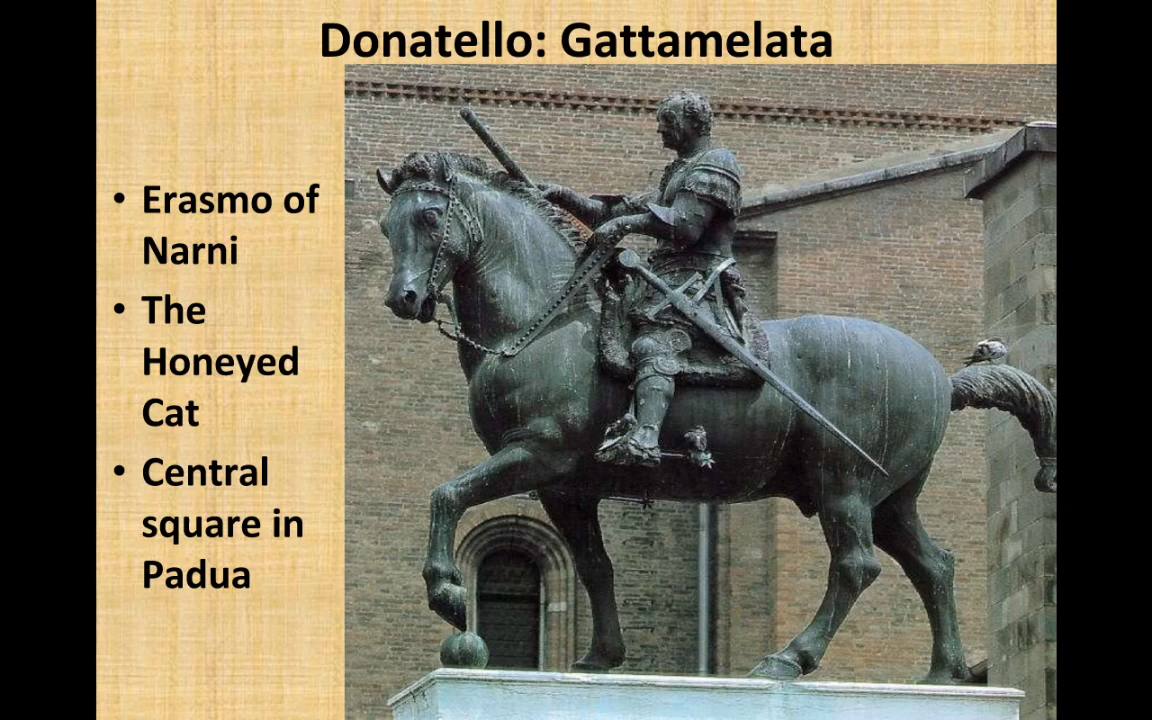 Donatello: Gattamelata
• Erasmo of
Narni
• The
Honeyed
Cat
• Central
square in
Padua